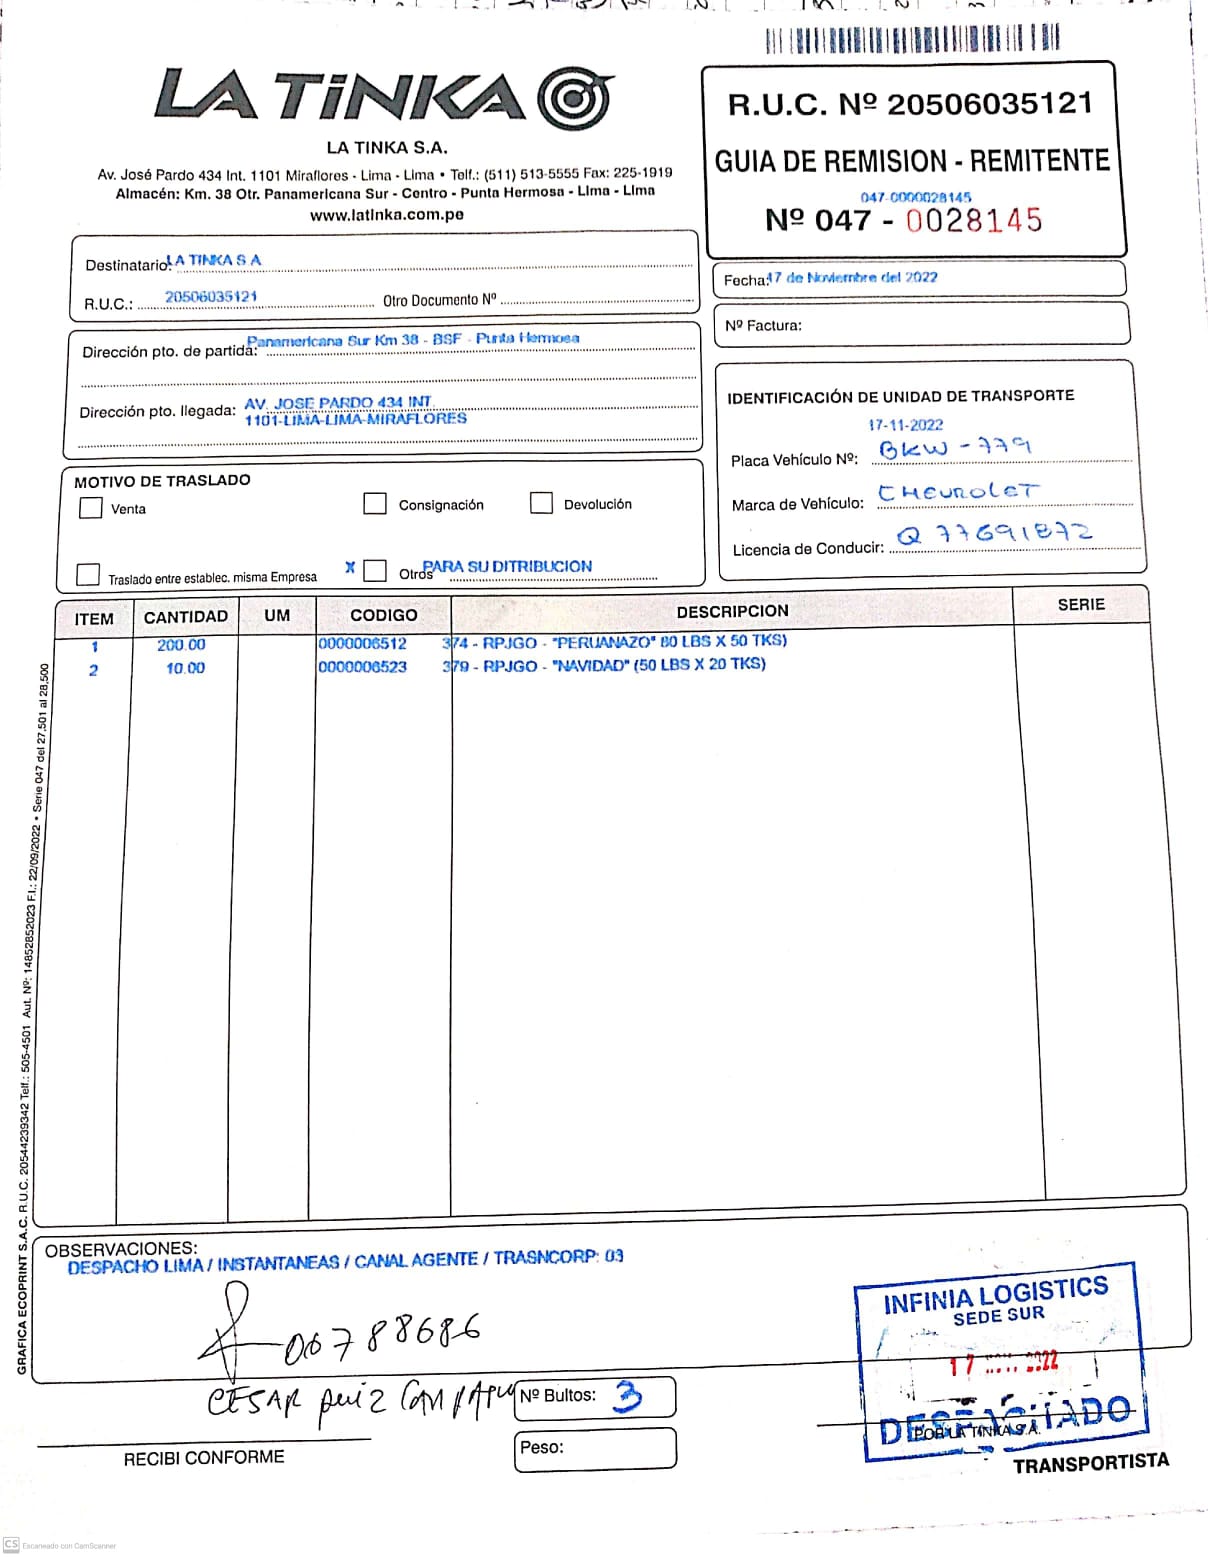 LA TiNKA
LA TINKA S.A.
Av. José Pardo 434 Int. 1101 Miraflores - Lima - Lima • Telf.: (511) 513-5555 Fax: 225-1919
Almacén: Km. 38 Otr. Panamericana Sur - Centro - Punta Hermosa - Lima - Lima
www.latinka.com.pe
R.U.C. Nº 20506035121
GUIA DE REMISION - REMITENTE
047-0000028145
Nº 047 - 0028145
Destinatario: LA TINKA S A
R.U.C.: 20506035121 Otro Documento Nº
Fecha: 17 de Noviembre del 2022
Nº Factura:
Dirección pto. de partida: Panamericana Sur Km 38 - BSF - Punta Hermosa
Dirección pto. llegada: AV. JOSE PARDO 434 INT.
1101-LIMA-LIMA-MIRAFLORES
IDENTIFICACIÓN DE UNIDAD DE TRANSPORTE
17-11-2022
Placa Vehículo Nº: BKW-779
Marca de Vehículo: CHEVROLET
Licencia de Conducir: Q 77691872
MOTIVO DE TRASLADO
Venta Consignación Devolución
Traslado entre establec. misma Empresa X Otros PARA SU DITRIBUCION
ITEM CANTIDAD UM CODIGO DESCRIPCION SERIE
1 200.00 0000006512 374 - RPJGO - "PERUANAZO" 80 LBS X 50 TKS)
2 10.00 0000006523 379 - RPJGO - "NAVIDAD" (50 LBS X 20 TKS)
GRAFICA ECOPRINT S.A.C. R.U.C. 20544239342 Telf.: 505-4501 Aut. Nº: 14852852023 F.I.: 22/09/2022 • Serie 047 del 27,501 al 28,500
OBSERVACIONES:
DESPACHO LIMA / INSTANTANEAS / CANAL AGENTE / TRASNCORP: 03
06788686
CESAR Ruiz
RECIBI CONFORME
Nº Bultos: 3
Peso:
INFINIA LOGISTICS
SEDE SUR
17 2022
DESPACHADO
POR LA TINKA S.A.
TRANSPORTISTA
CS Escaneado con CamScanner